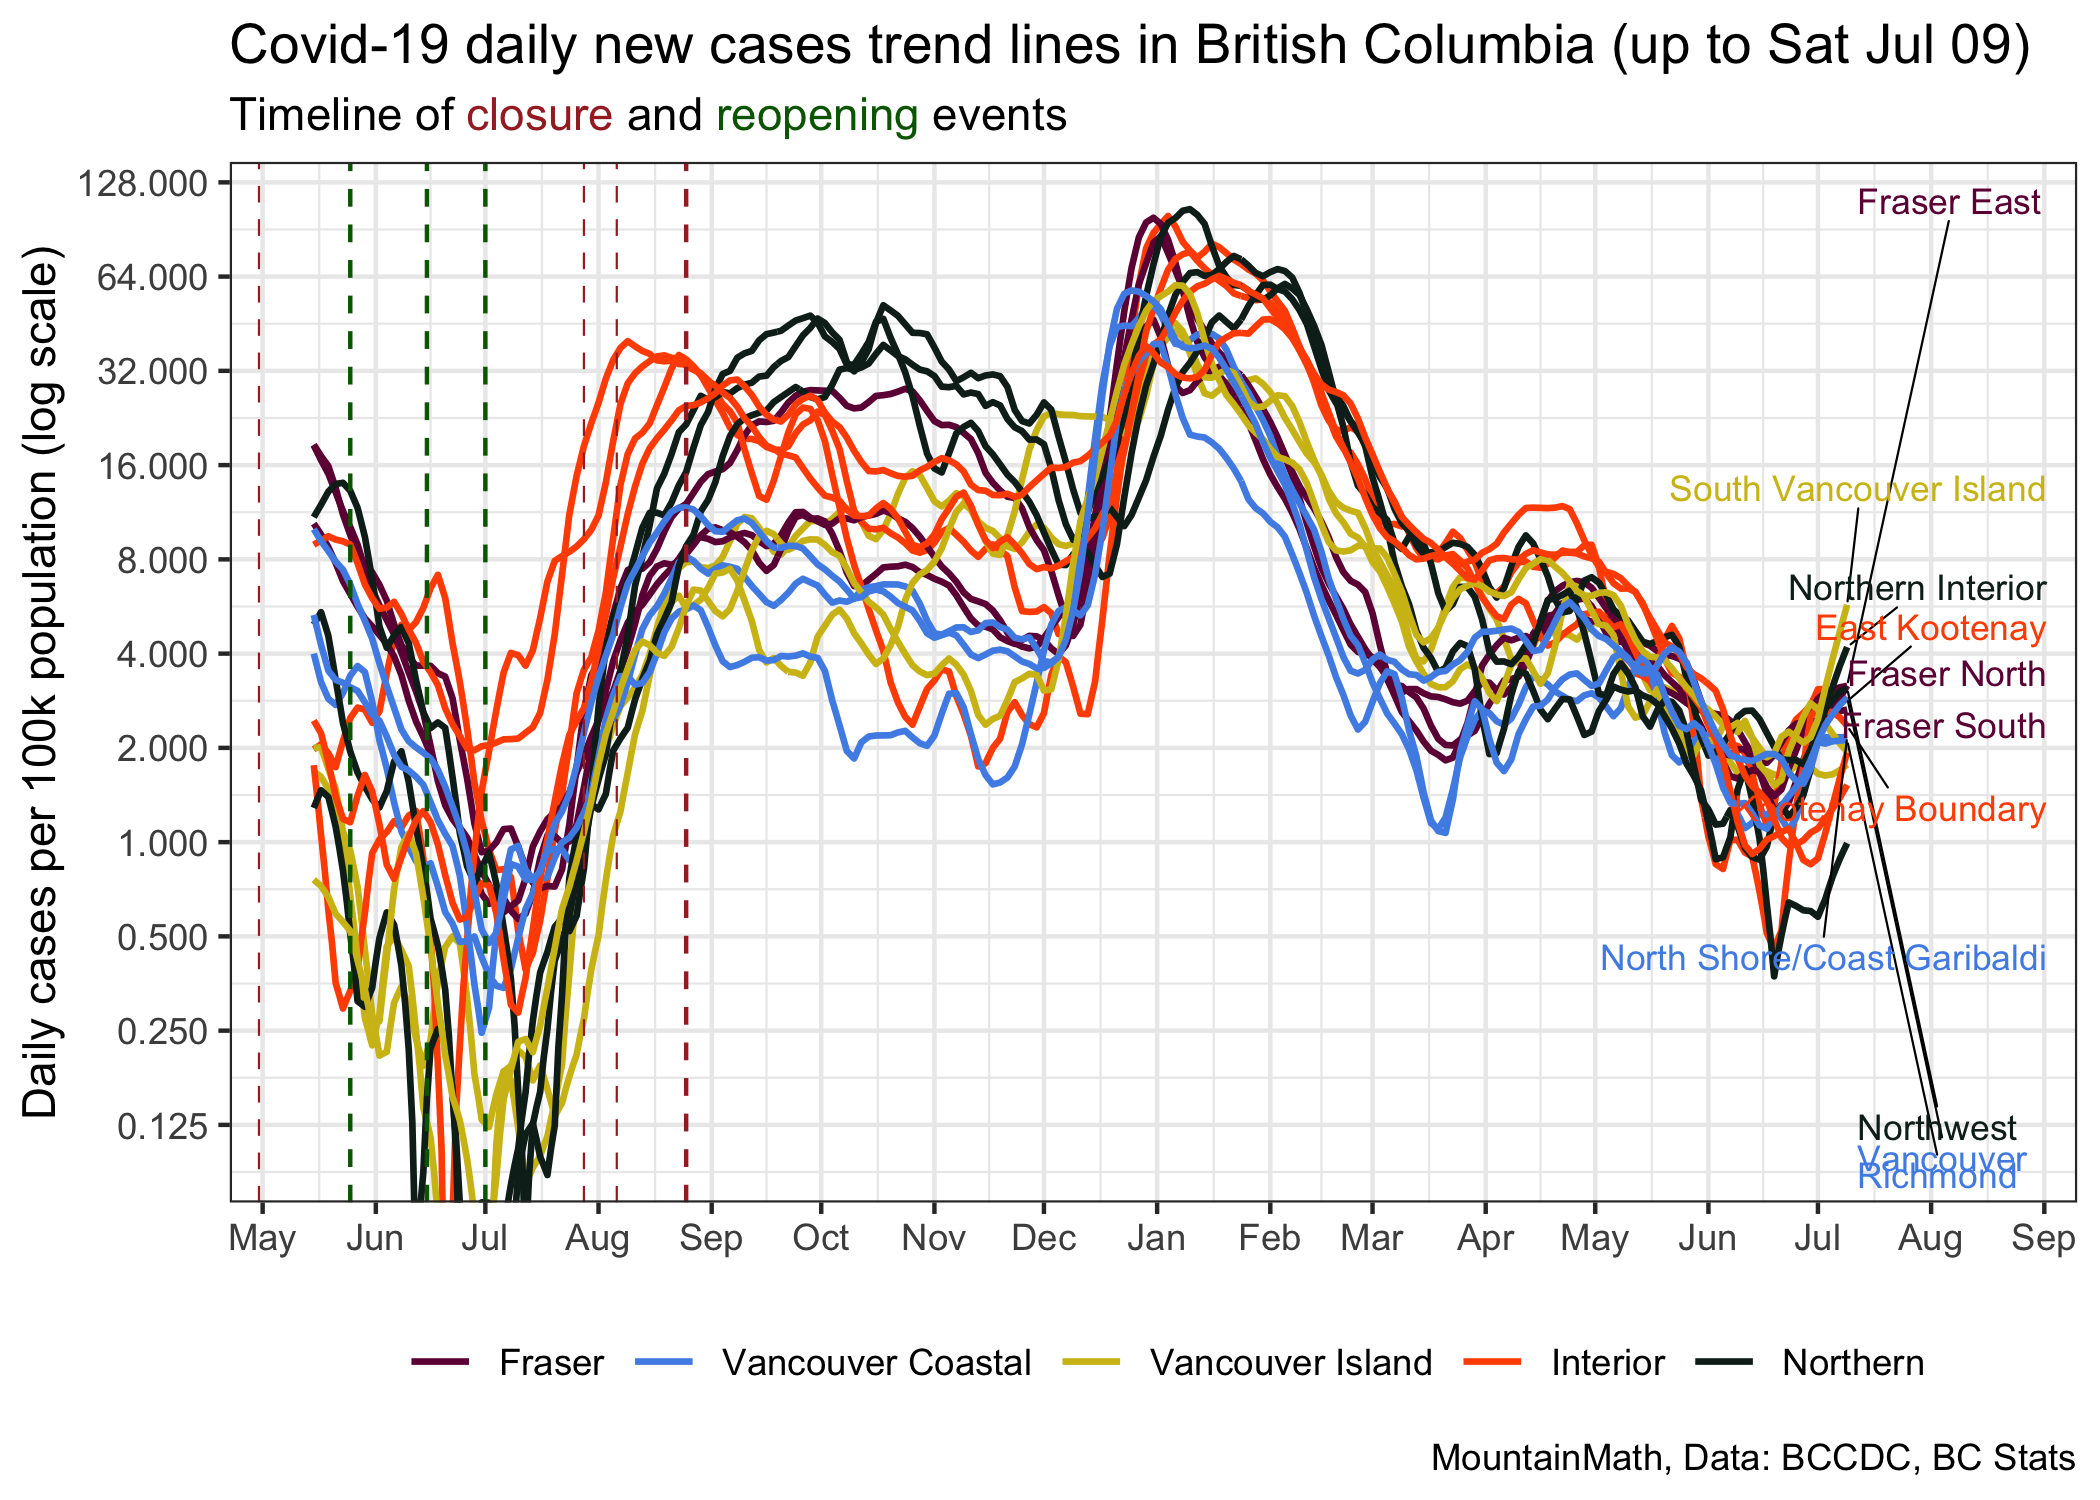 Covid-19 daily new cases trend lines in British Columbia (up to Sat Jul 09)
Timeline of closure and reopening events
Daily cases per 100k population (log scale)
128.000
64.000
32.000
16.000
8.000
4.000
2.000
1.000
0.500
0.250
0.125
Fraser East
South Vancouver Island
Northern Interior
East Kootenay
Fraser North
Fraser South
Kootenay Boundary
North Shore/Coast Garibaldi
Northwest
Vancouver
Richmond
May Jun Jul Aug Sep Oct Nov Dec Jan Feb Mar Apr May Jun Jul Aug Sep
Fraser Vancouver Coastal Vancouver Island Interior Northern
MountainMath, Data: BCCDC, BC Stats